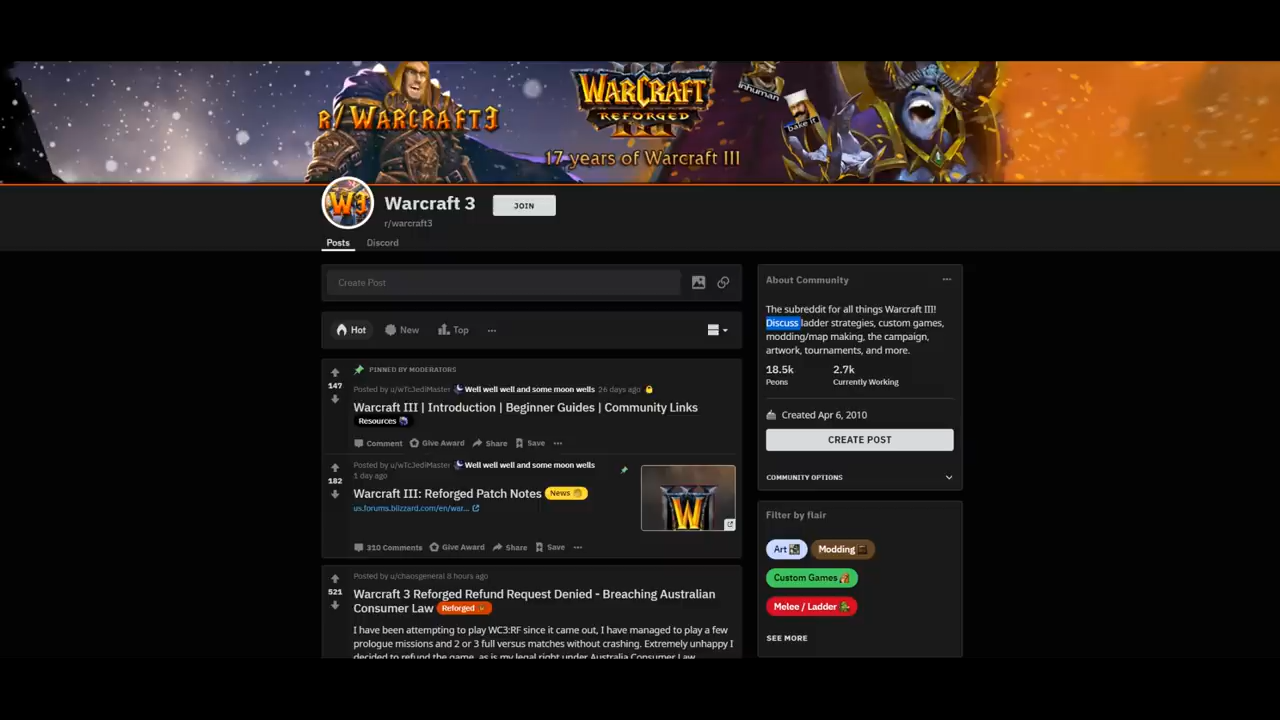 r/WARCRAFT3
WARCRAFT
III
REFORGED
17 years of Warcraft III
inhuman
bake it
W3
Warcraft 3
JOIN
r/warcraft3
Posts
Discord
Create Post
Hot
New
Top
PINNED BY MODERATORS
147
Posted by u/wTcJediMaster Well well well and some moon wells 26 days ago
Warcraft III | Introduction | Beginner Guides | Community Links
Resources
Comment Give Award Share Save
182
Posted by u/wTcJediMaster Well well well and some moon wells
1 day ago
Warcraft III: Reforged Patch Notes News
us.forums.blizzard.com/en/war...
W
310 Comments Give Award Share Save
521
Posted by u/chaosgeneral 8 hours ago
Warcraft 3 Reforged Refund Request Denied - Breaching Australian
Consumer Law Reforged
I have been attempting to play WC3:RF since it came out, I have managed to play a few
prologue missions and 2 or 3 full versus matches without crashing. Extremely unhappy I
decided to refund the game, as is my legal right under Australia Consumer Law
About Community
The subreddit for all things Warcraft III!
Discuss ladder strategies, custom games,
modding/map making, the campaign,
artwork, tournaments, and more.
18.5k
2.7k
Peons
Currently Working
Created Apr 6, 2010
CREATE POST
COMMUNITY OPTIONS
Filter by flair
Art
Modding
Custom Games
Melee / Ladder
SEE MORE